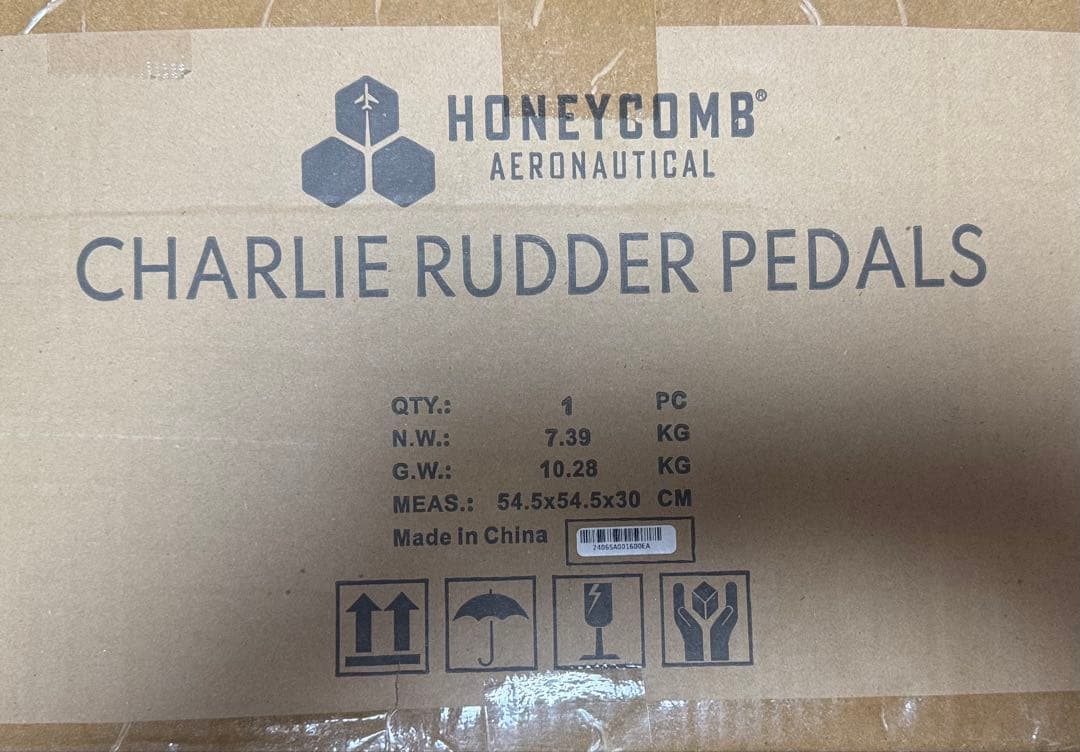 HONEYCOMB®
AERONAUTICAL
CHARLIE RUDDER PEDALS
QTY.: 1 PC
N.W.: 7.39 KG
G.W.: 10.28 KG
MEAS.: 54.5x54.5x30 CM
Made in China
2406SA001600EA